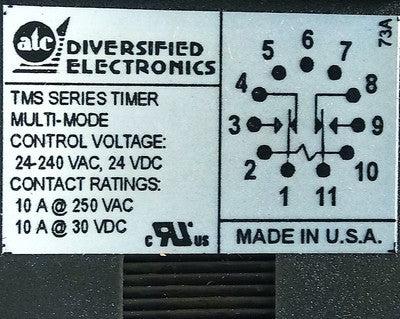 atc DIVERSIFIED
ELECTRONICS
TMS SERIES TIMER
MULTI-MODE
CONTROL VOLTAGE:
24-240 VAC, 24 VDC
CONTACT RATINGS:
10 A @ 250 VAC
10 A @ 30 VDC
c RU US
73A
6
5 7
4 8
3 9
2 10
1 11
MADE IN U.S.A.